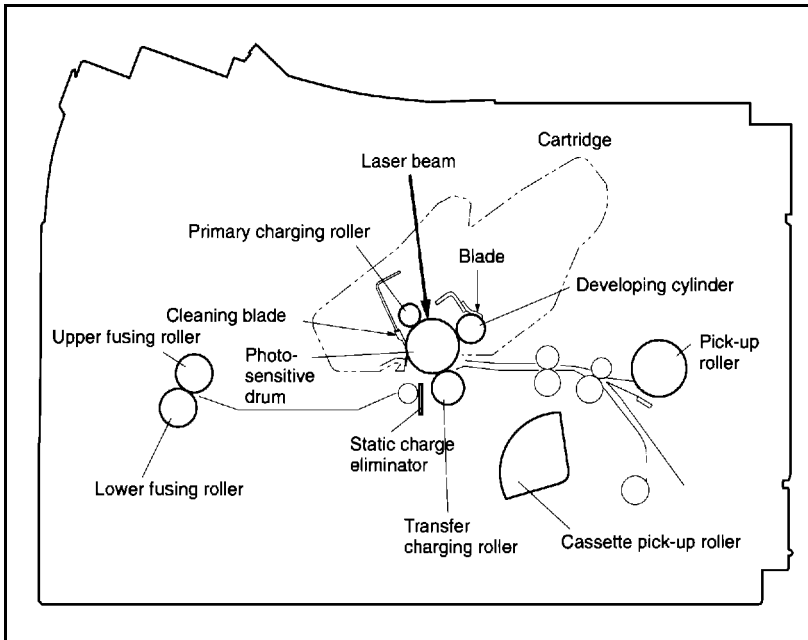 Cartridge
Laser beam
Primary charging roller
Blade
Developing cylinder
Cleaning blade
Upper fusing roller
Photo-
sensitive
drum
Pick-up
roller
Static charge
eliminator
Lower fusing roller
Transfer
charging roller
Cassette pick-up roller